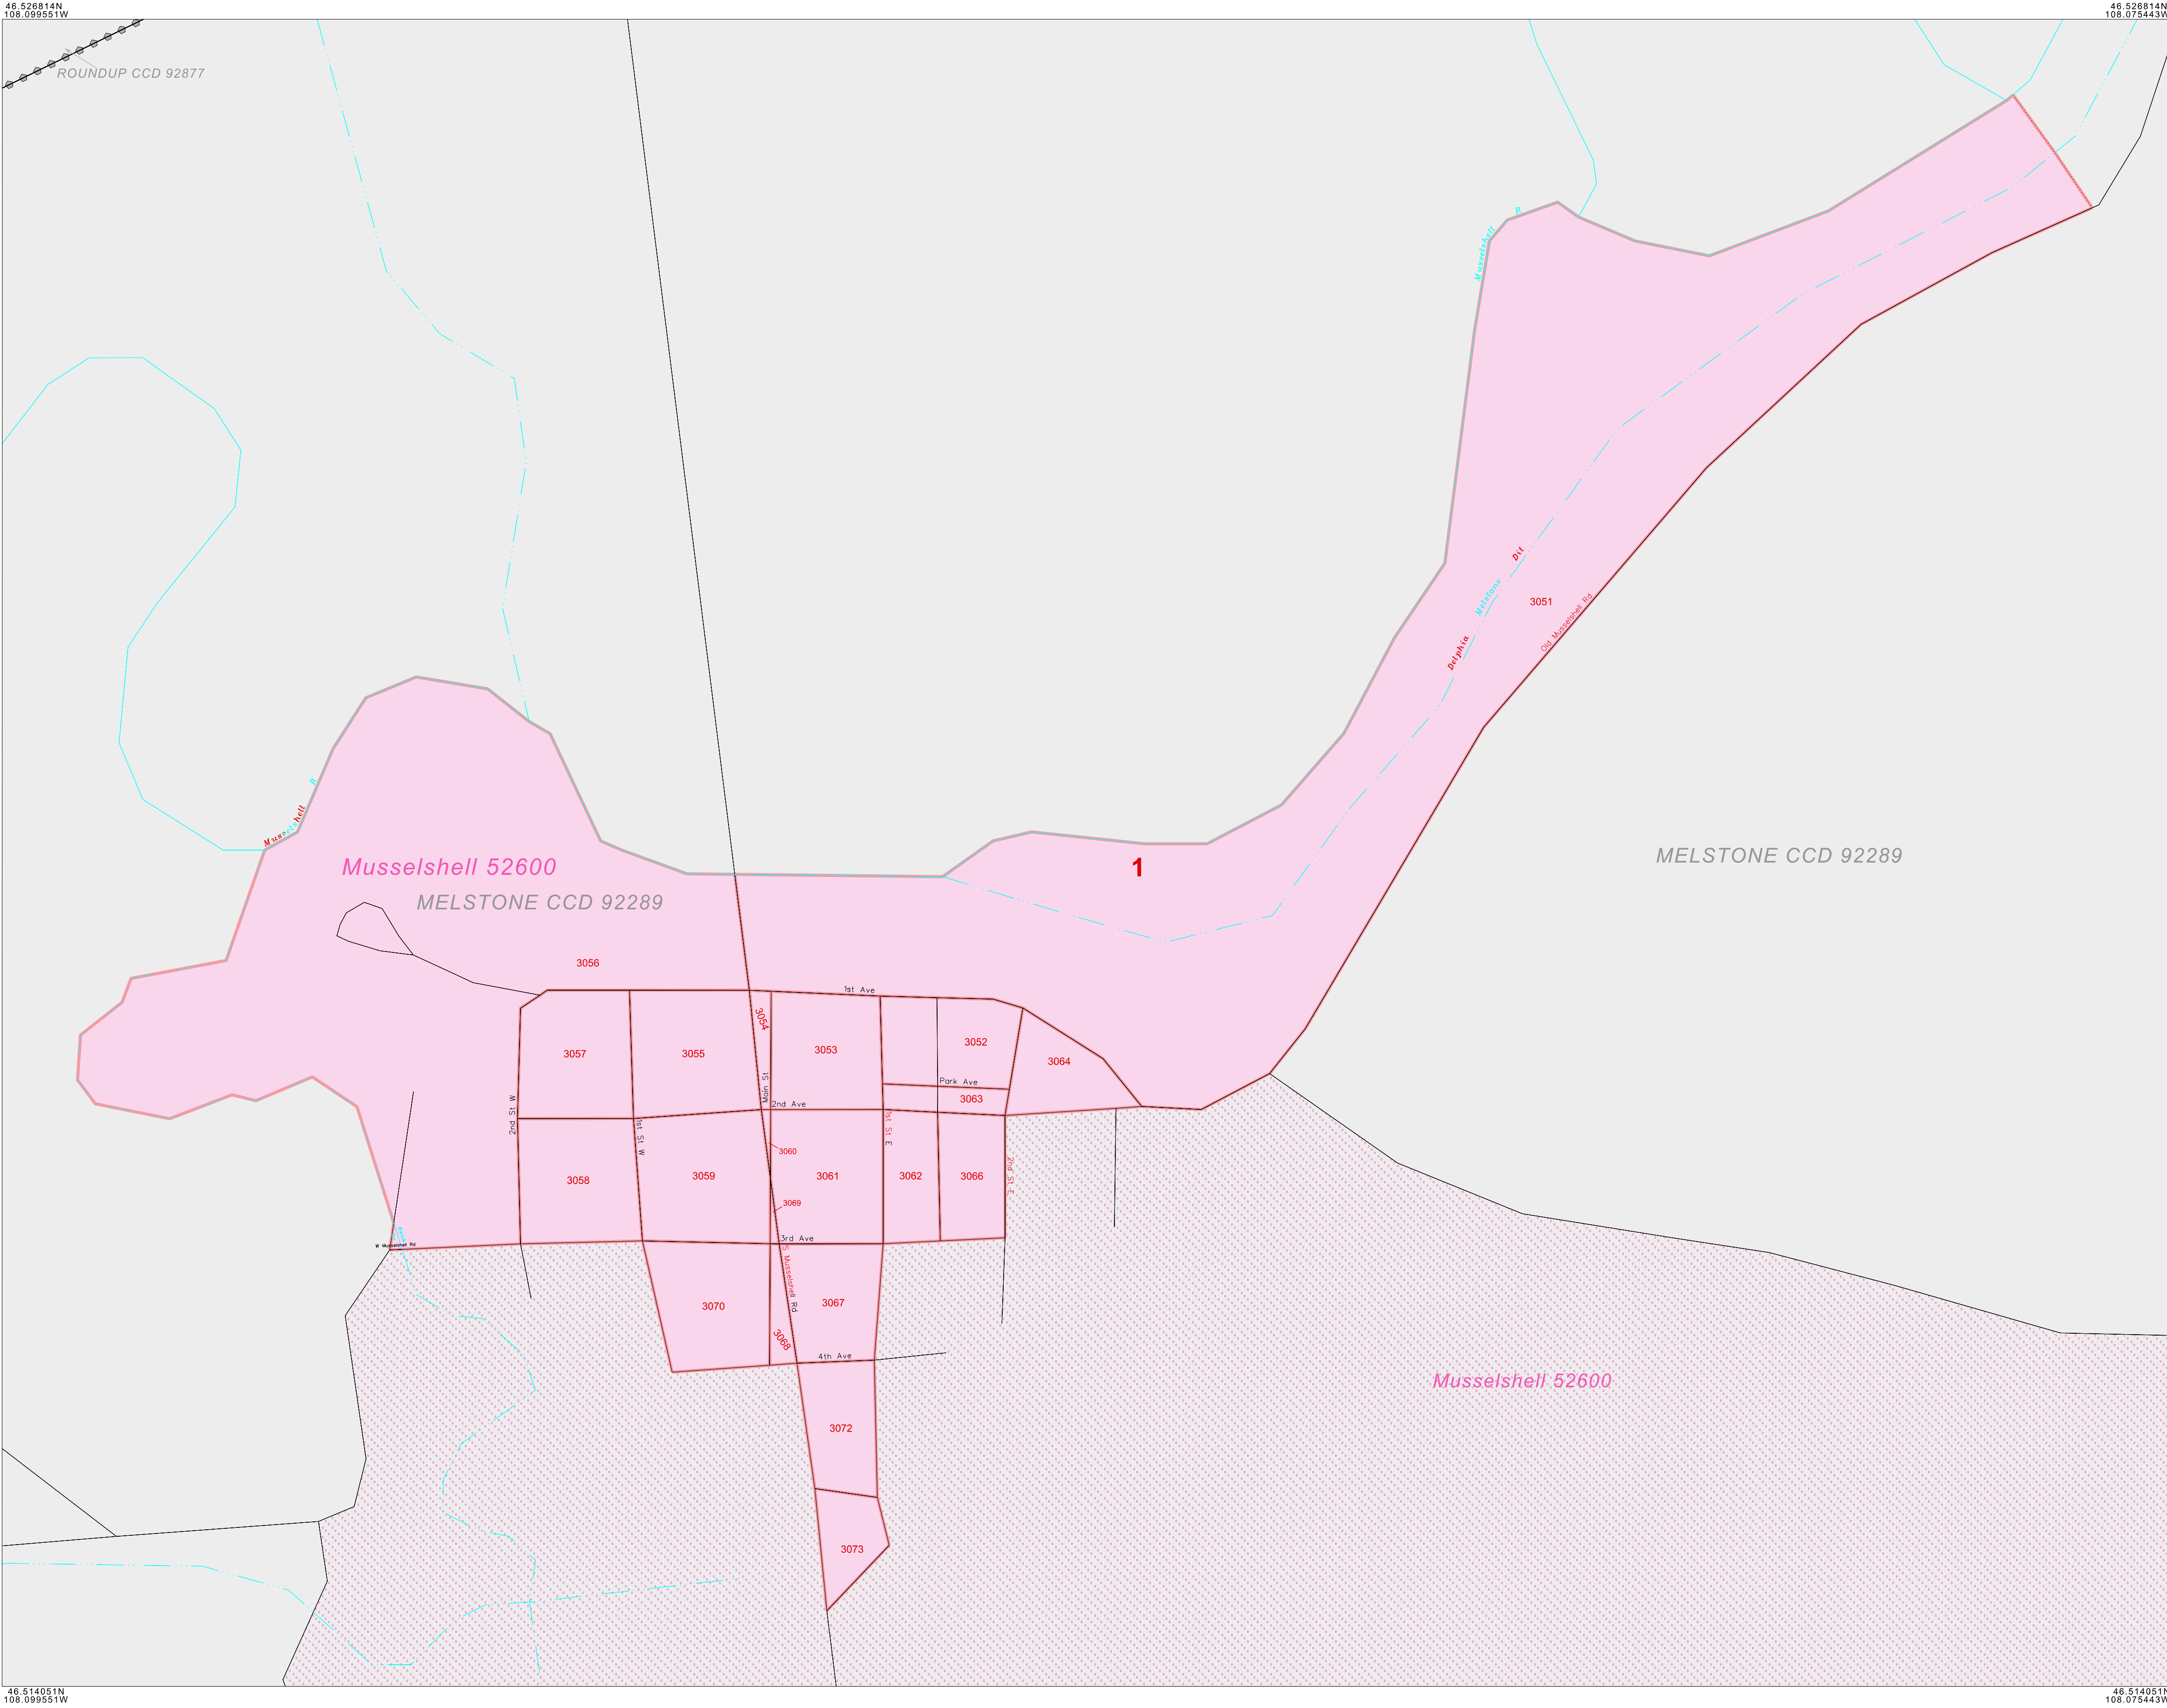 46.526814N
108.099551W
46.526814N
108.075443W
ROUNDUP CCD 92877
Musselshell R
Musselshell R
Delphia Melstone Dit
3051
Old Musselshell Rd
Musselshell 52600
MELSTONE CCD 92289
1
MELSTONE CCD 92289
3056
1st Ave
3054
3057
3055
3053
3052
3064
Park Ave
3063
Main St
2nd Ave
2nd St W
1st St W
1st St E
2nd St E
3060
3058
3059
3061
3062
3066
3069
W Musselshell Rd
3rd Ave
S Musselshell Rd
3070
3067
3068
4th Ave
Musselshell 52600
3072
3073
46.514051N
108.099551W
46.514051N
108.075443W